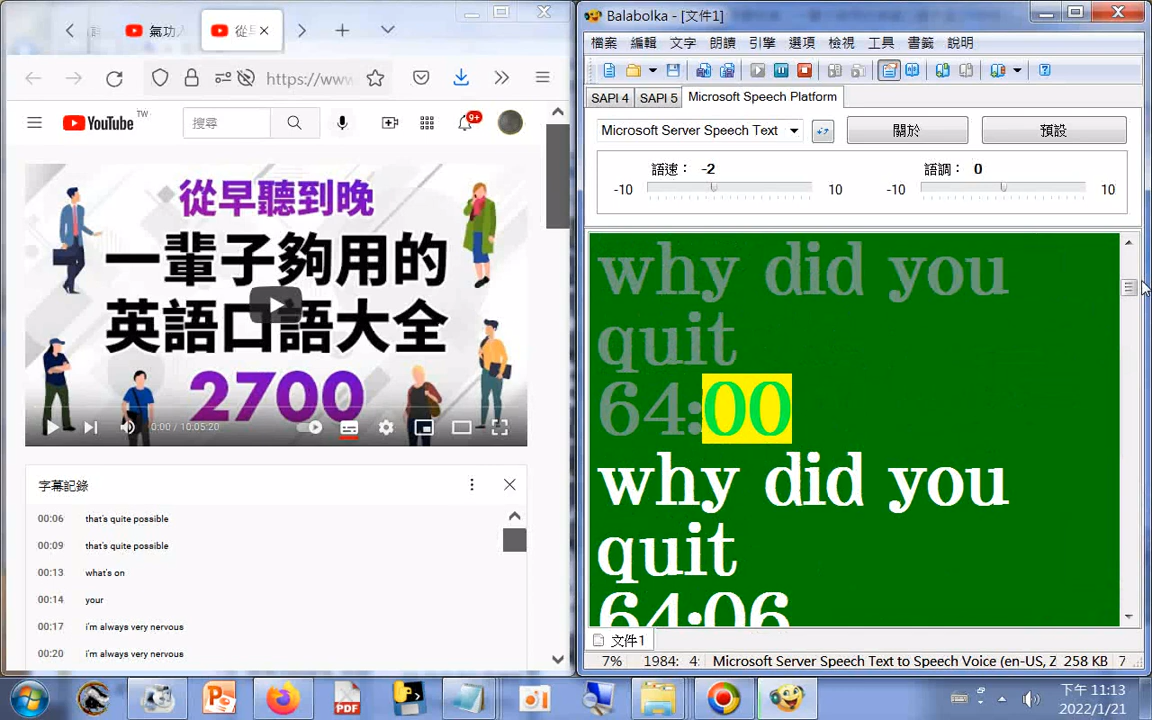 氣功
從
https://www
YouTube TW
搜尋
9+
從早聽到晚
一輩子夠用的
英語口語大全
2700
0:00 / 10:05:20
字幕記錄
00:06 that's quite possible
00:09 that's quite possible
00:13 what's on
00:14 your
00:17 i'm always very nervous
00:20 i'm always very nervous
Balabolka - [文件1]
檔案 編輯 文字 朗讀 引擎 選項 檢視 工具 書籤 說明
SAPI 4 SAPI 5 Microsoft Speech Platform
Microsoft Server Speech Text 關於 預設
語速： -2 語調： 0
-10 10 -10 10
why did you
quit
64:00
why did you
quit
64:06
文件1
7% 1984: 4: Microsoft Server Speech Text to Speech Voice (en-US, Z 258 KB 7
PDF
下午 11:13
2022/1/21